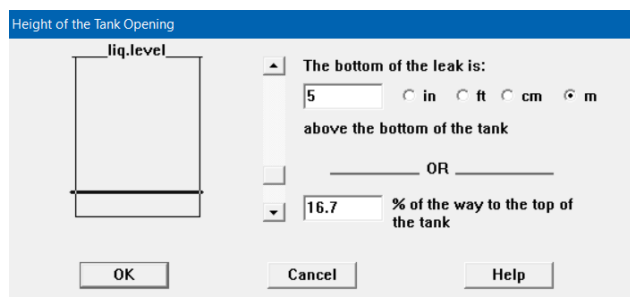 Height of the Tank Opening
liq.level
The bottom of the leak is:
5 in ft cm m
above the bottom of the tank
OR
16.7 % of the way to the top of
the tank
OK Cancel Help